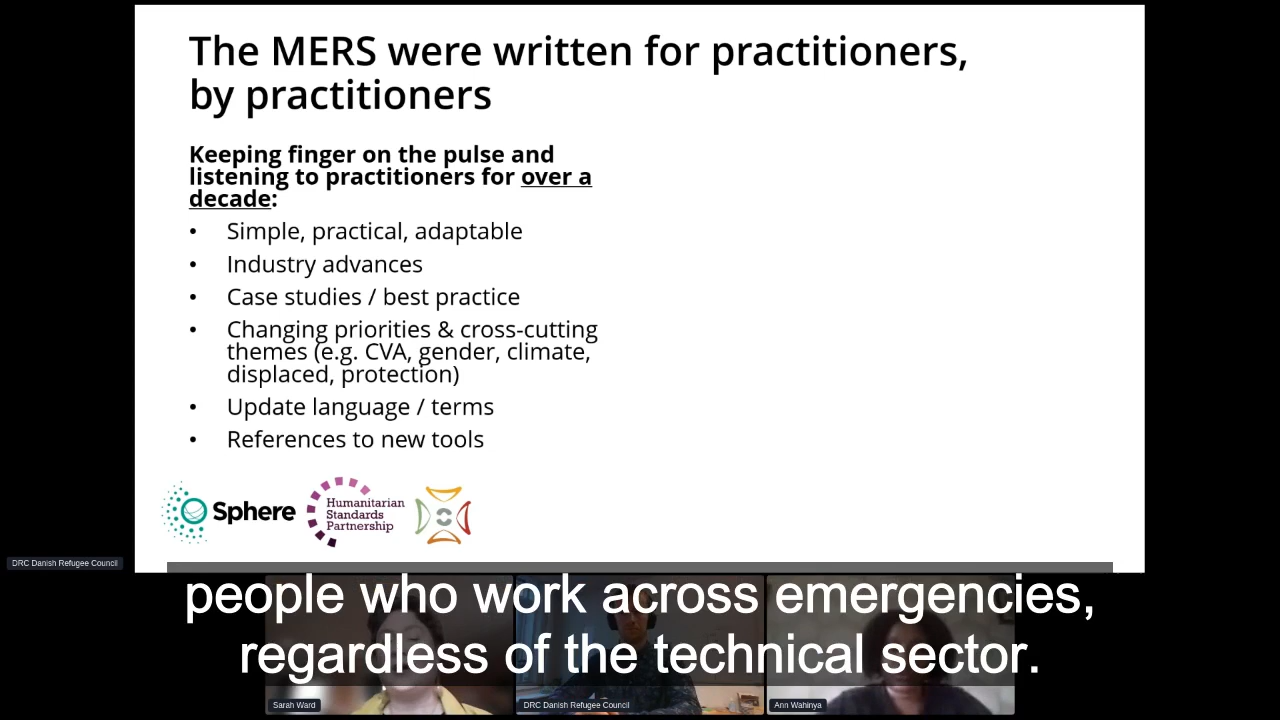 The MERS were written for practitioners,
by practitioners
Keeping finger on the pulse and
listening to practitioners for over a
decade:
• Simple, practical, adaptable
• Industry advances
• Case studies / best practice
• Changing priorities & cross-cutting
themes (e.g. CVA, gender, climate,
displaced, protection)
• Update language / terms
• References to new tools
Sphere
Humanitarian
Standards
Partnership
DRC Danish Refugee Council
people who work across emergencies,
regardless of the technical sector.
Sarah Ward
DRC Danish Refugee Council
Ann Wahinya